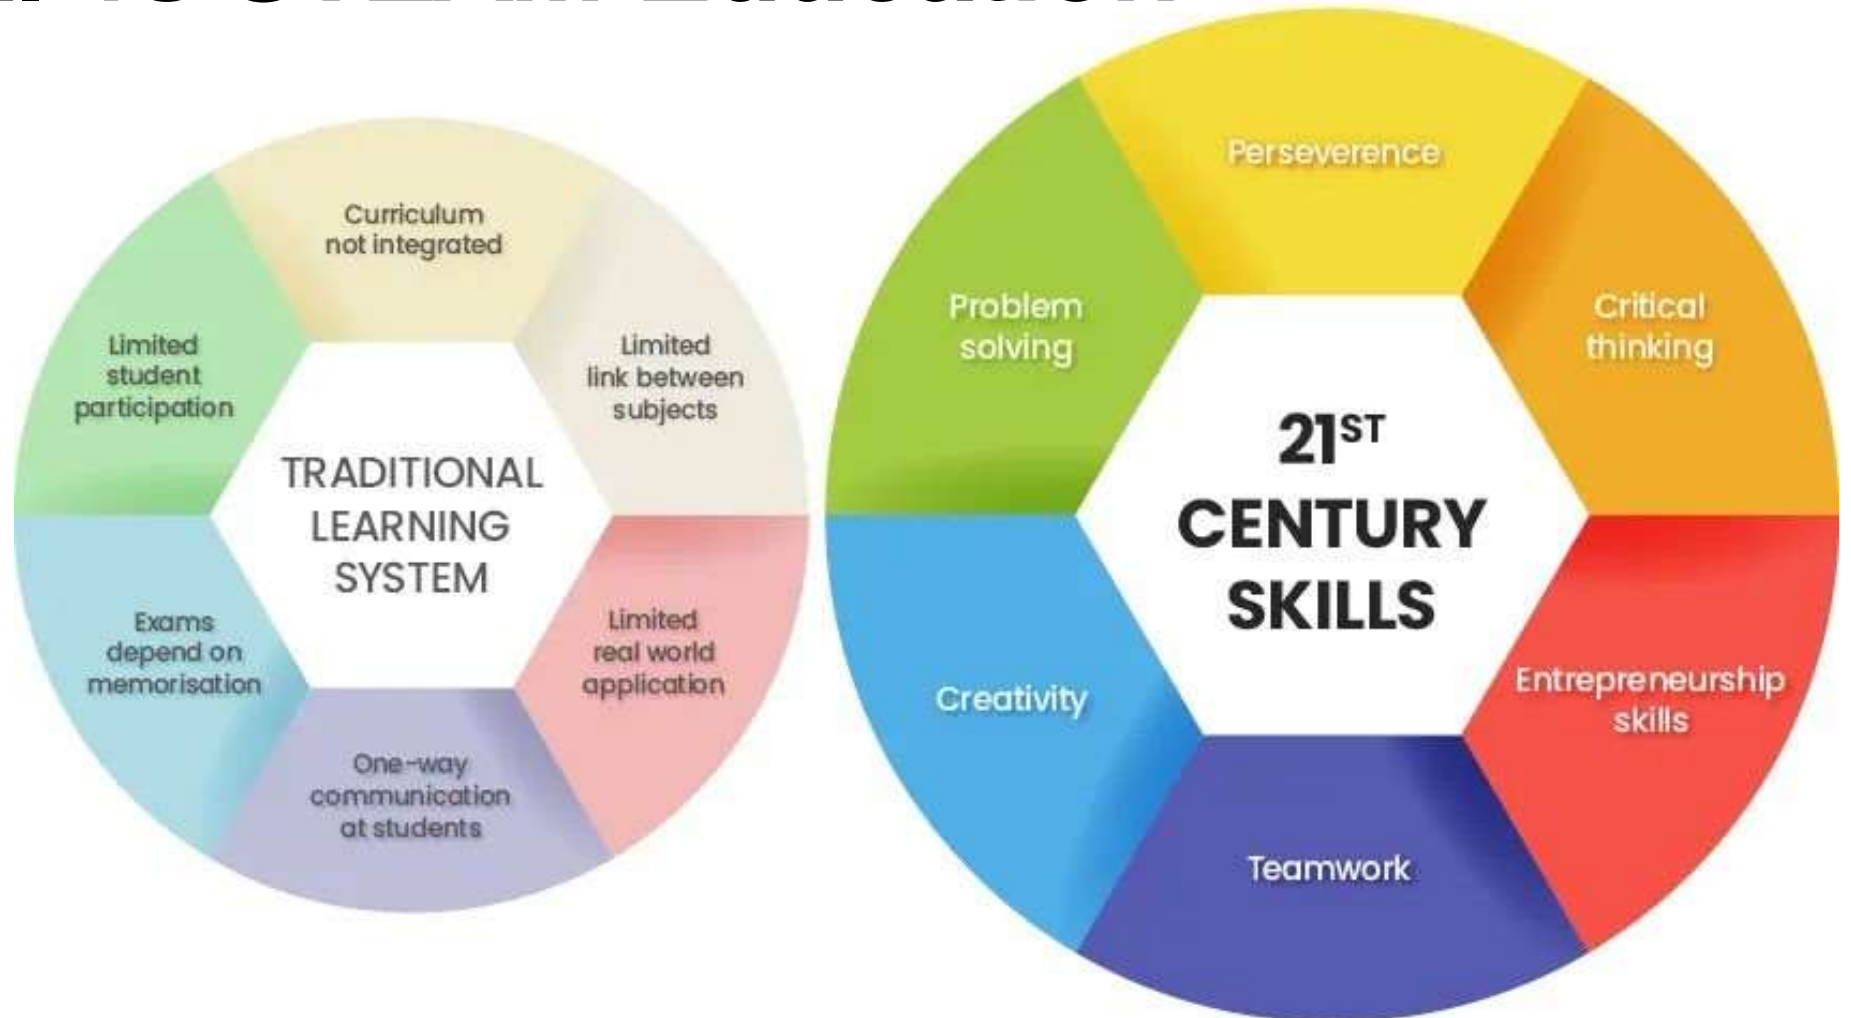 Curriculum
not integrated
Limited
link between
subjects
Limited
real world
application
One-way
communication
at students
Exams
depend on
memorisation
Limited
student
participation
TRADITIONAL
LEARNING
SYSTEM
Perseverence
Critical
thinking
Entrepreneurship
skills
Teamwork
Creativity
Problem
solving
21ST
CENTURY
SKILLS